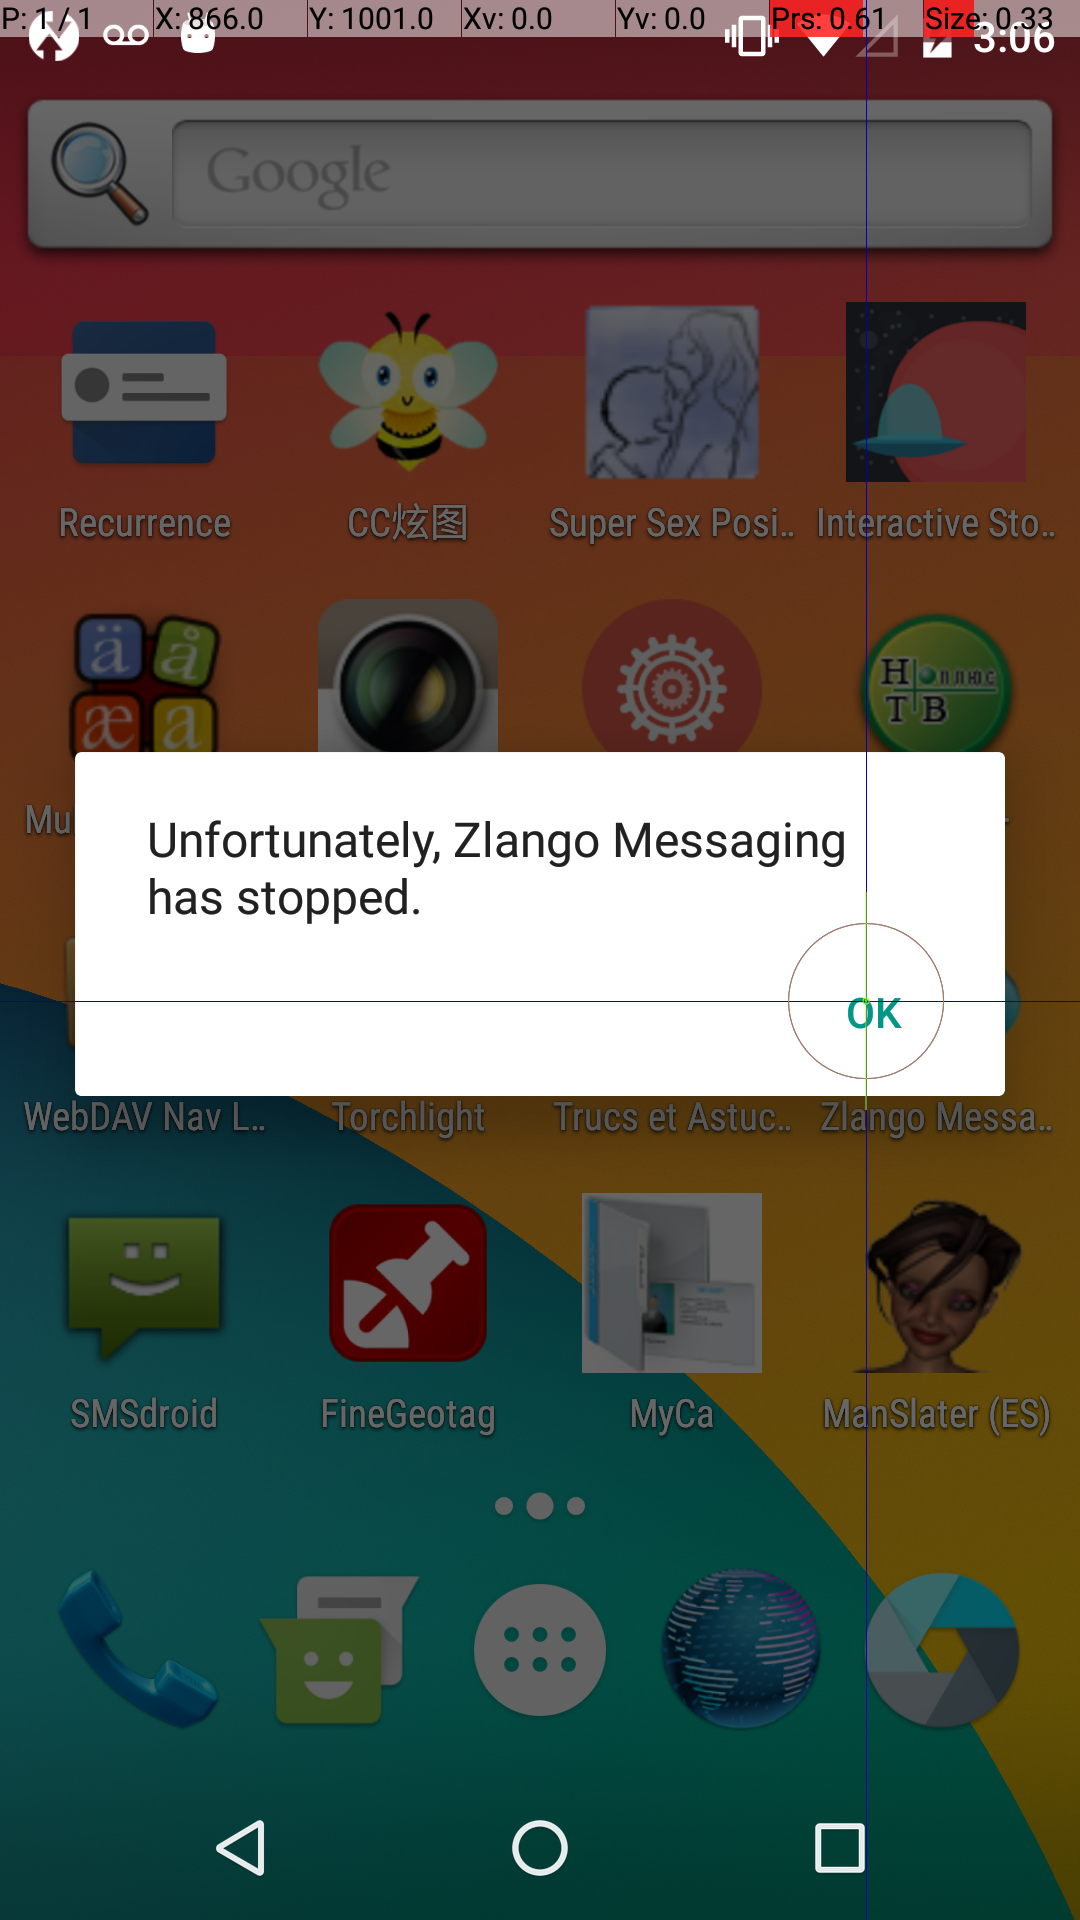 P: 1 / 1 X: 866.0 Y: 1001.0 Xv: 0.0 Yv: 0.0 Prs: 0.61 Size: 0.33
3:06
Google
Recurrence CC炫图 Super Sex Posi... Interactive Sto...
ä å æ a
Н ПЛЮС ТВ
Unfortunately, Zlango Messaging
has stopped.
OK
WebDAV Nav L... Torchlight Trucs et Astuc... Zlango Messa...
SMSdroid FineGeotag MyCa ManSlater (ES)